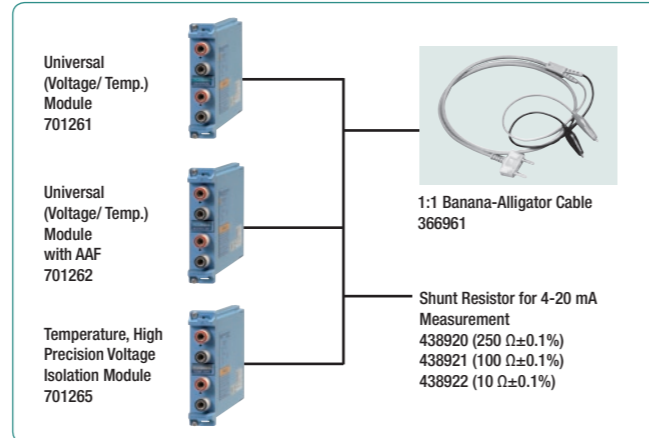 Universal
(Voltage/ Temp.)
Module
701261
1:1 Banana-Alligator Cable
366961
Universal
(Voltage/ Temp.)
Module
with AAF
701262
Shunt Resistor for 4-20 mA
Measurement
438920 (250 Ω±0.1%)
438921 (100 Ω±0.1%)
438922 (10 Ω±0.1%)
Temperature, High
Precision Voltage
Isolation Module
701265